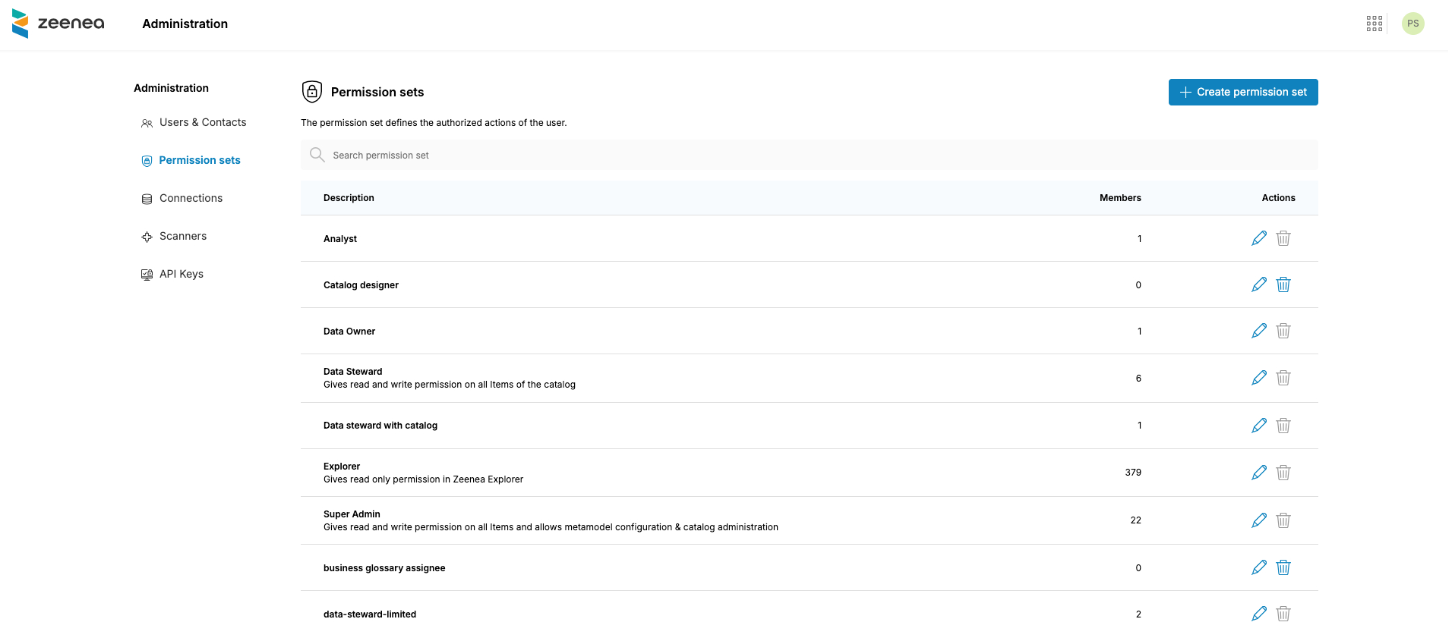 zeenea
Administration
PS
Administration
Users & Contacts
Permission sets
Connections
Scanners
API Keys
Permission sets
Create permission set
The permission set defines the authorized actions of the user.
Search permission set
Description Members Actions
Analyst 1
Catalog designer 0
Data Owner 1
Data Steward
Gives read and write permission on all Items of the catalog
6
Data steward with catalog 1
Explorer
Gives read only permission in Zeenea Explorer
379
Super Admin
Gives read and write permission on all Items and allows metamodel configuration & catalog administration
22
business glossary assignee 0
data-steward-limited 2